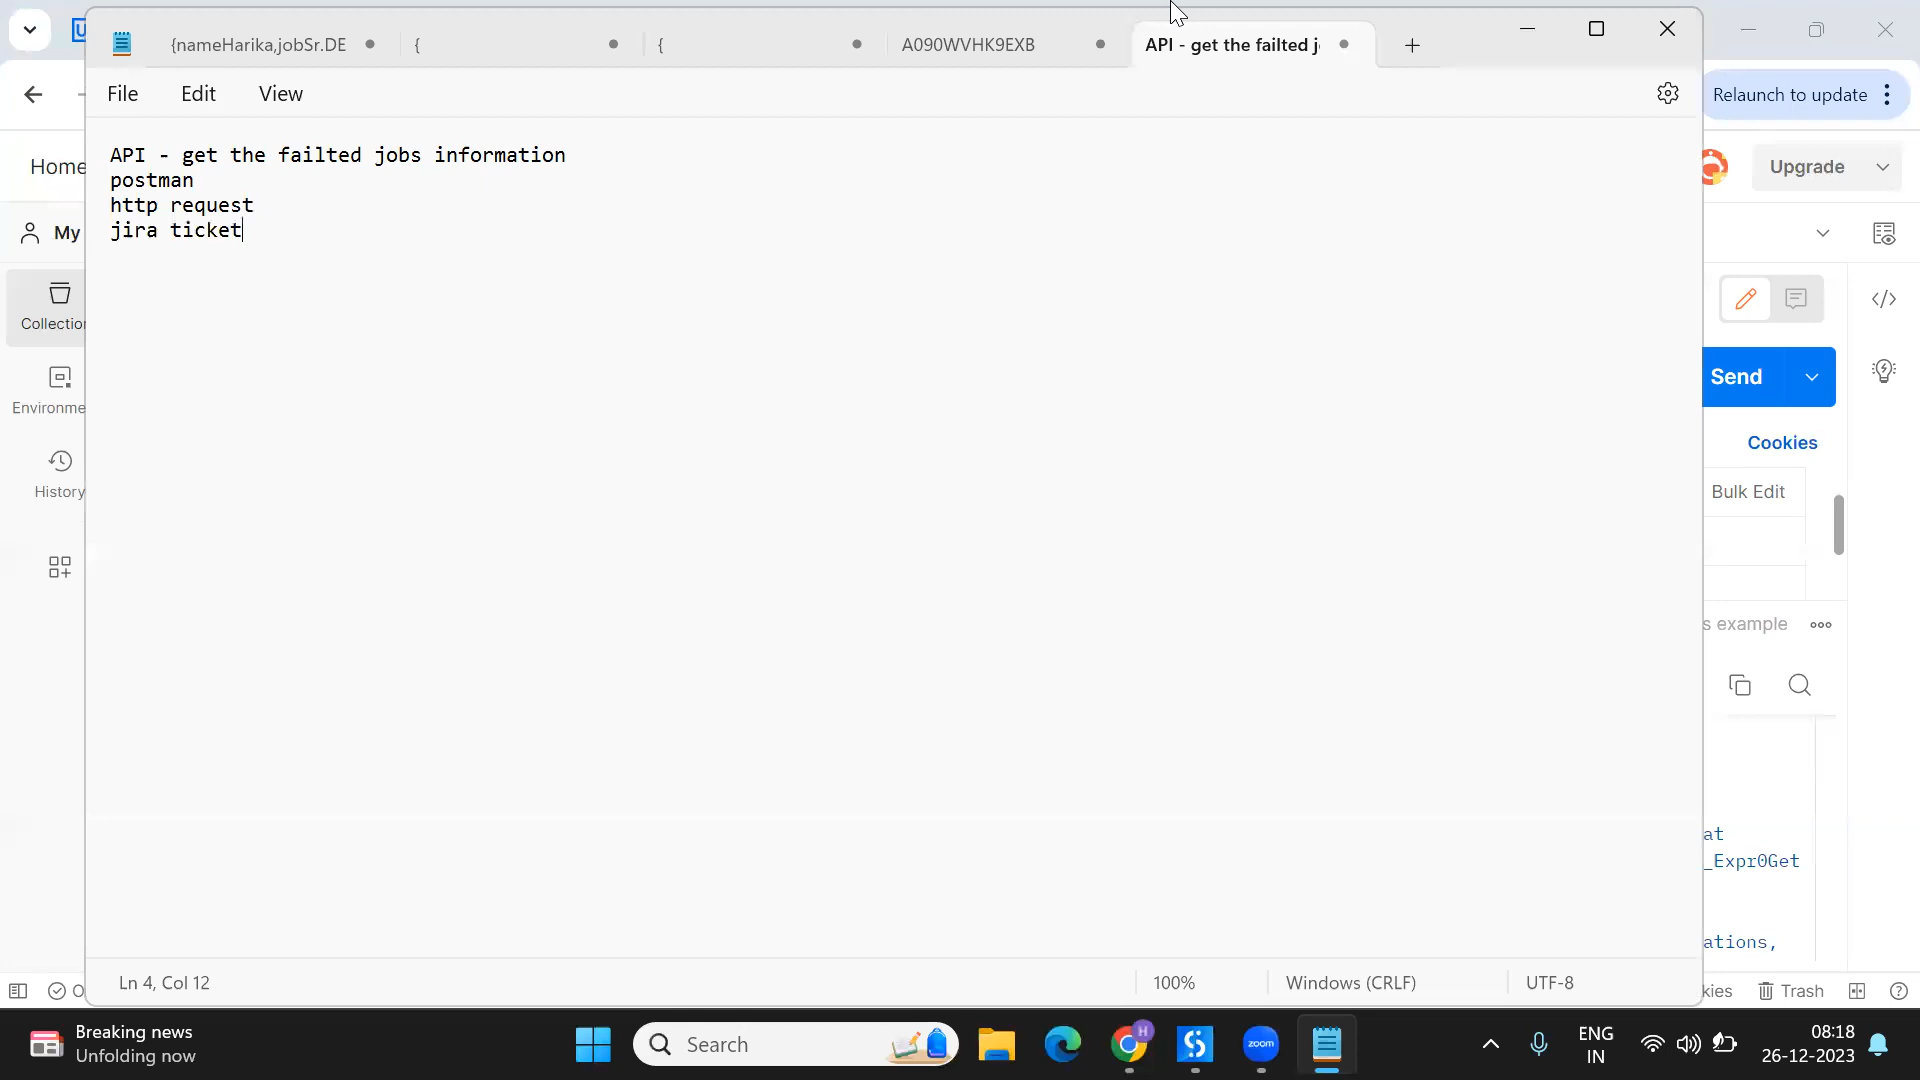 {nameHarika,jobSr.DE
{
{
A090WVHK9EXB
API - get the failted j
File
Edit
View
Relaunch to update
API - get the failted jobs information
postman
http request
jira ticket
Home
Upgrade
My
Collection
Environme
History
Send
Cookies
Bulk Edit
s example
at
_Expr0Get
ations,
Ln 4, Col 12
100%
Windows (CRLF)
UTF-8
O
kies
Trash
Breaking news
Unfolding now
Search
zoom
H
ENG
IN
08:18
26-12-2023